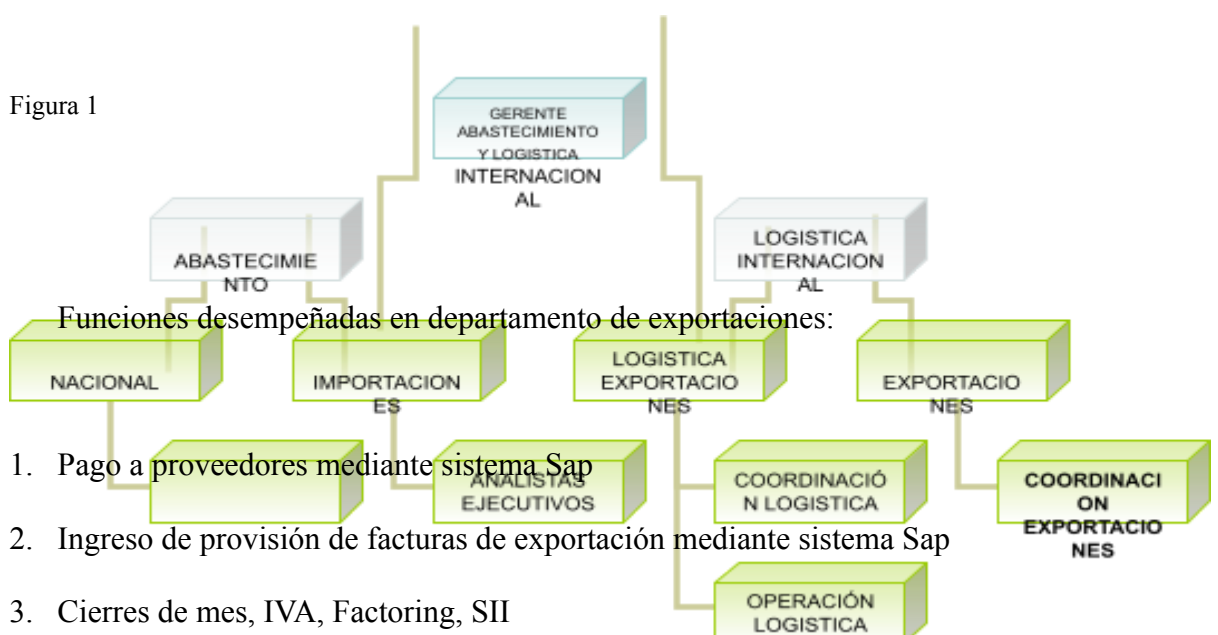 Figura 1
GERENTE
ABASTECIMIENTO
Y LOGISTICA
INTERNACION
AL
ABASTECIMIE
NTO
LOGISTICA
INTERNACION
AL
Funciones desempeñadas en departamento de exportaciones:
NACIONAL
IMPORTACION
ES
LOGISTICA
EXPORTACIO
NES
EXPORTACIO
NES
1. Pago a proveedores mediante sistema Sap
ANALISTAS
EJECUTIVOS
COORDINACIÓ
N LOGISTICA
COORDINACI
ON
EXPORTACIO
NES
2. Ingreso de provisión de facturas de exportación mediante sistema Sap
3. Cierres de mes, IVA, Factoring, SII
OPERACIÓN
LOGISTICA